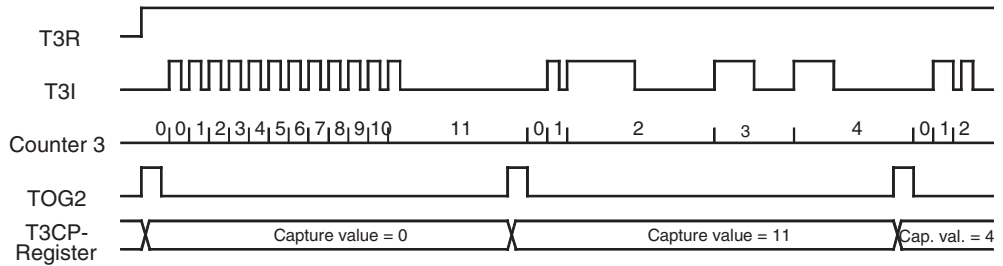 T3R
T3I
Counter 3
0 0 1 2 3 4 5 6 7 8 9 10 11 0 1 2 3 4 0 1 2
TOG2
T3CP-
Register
Capture value = 0 Capture value = 11 Cap. val. = 4